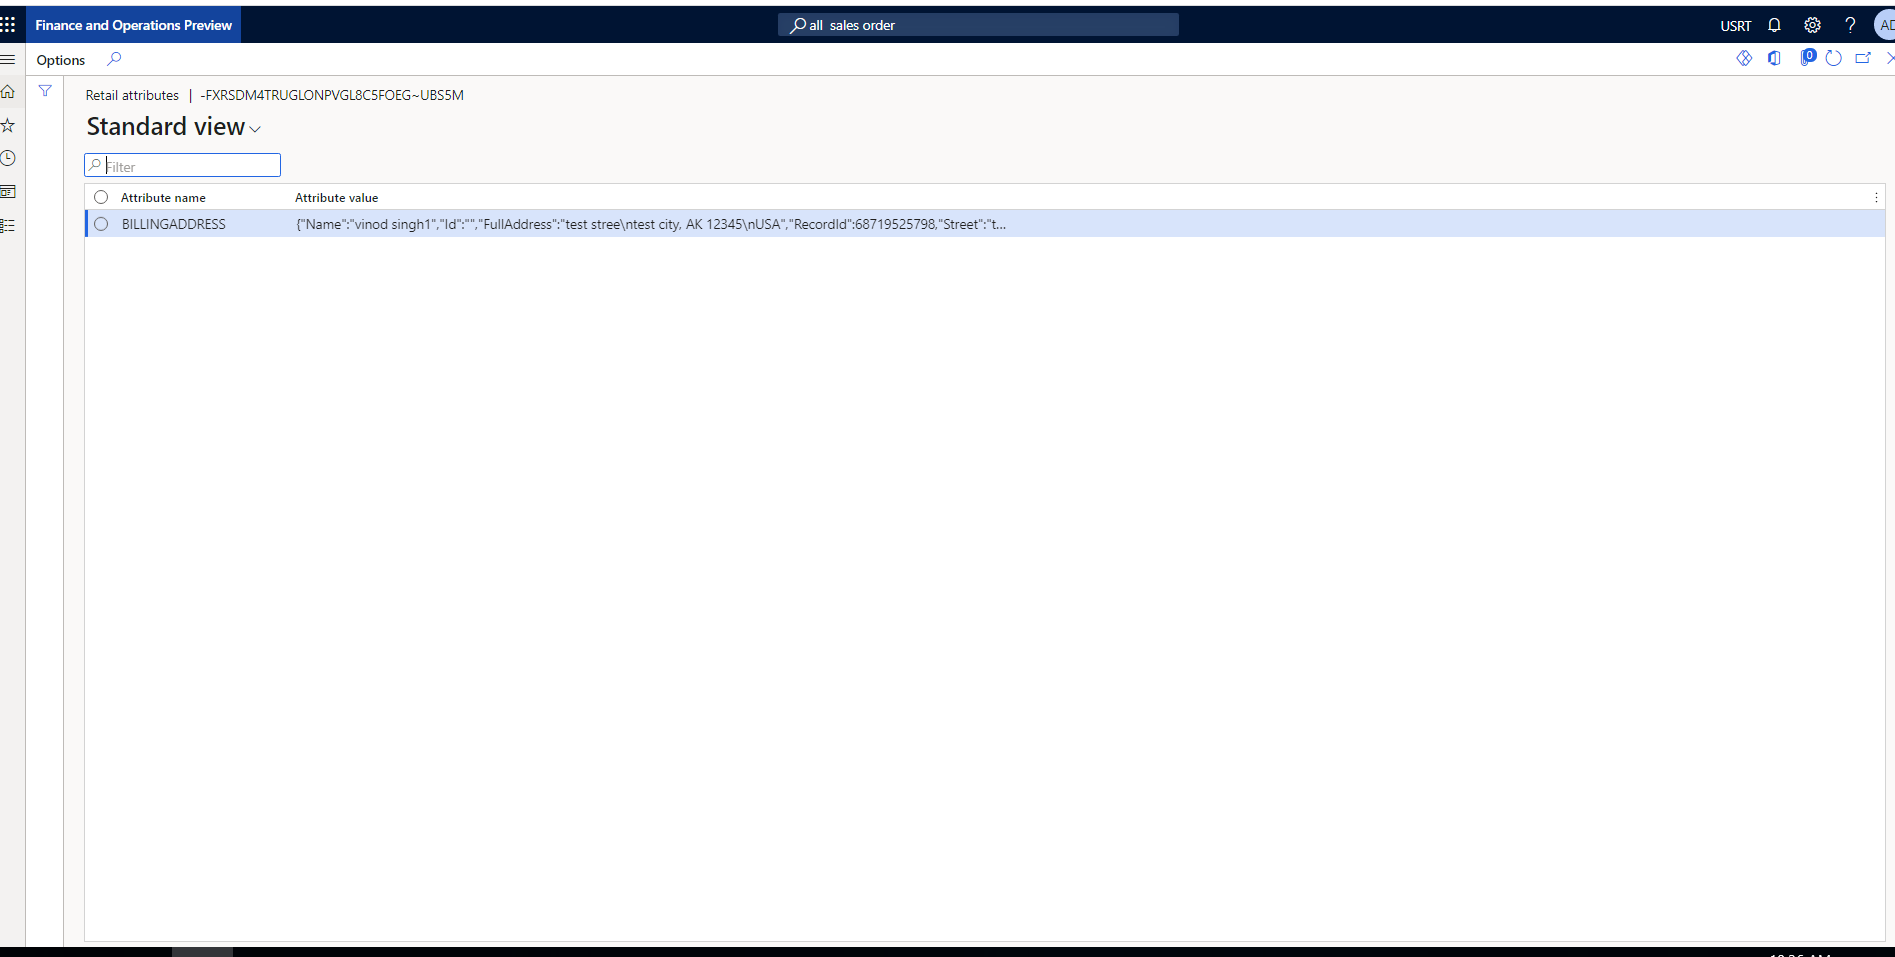 Finance and Operations Preview
all sales order
USRT
Options
0
Retail attributes | -FXRSDM4TRUGLONPVGL8C5FOEG~UBS5M
Standard view
Filter
Attribute name Attribute value
BILLINGADDRESS {"Name":"vinod singh1","Id":"","FullAddress":"test stree\ntest city, AK 12345\nUSA","RecordId":68719525798,"Street":"t...